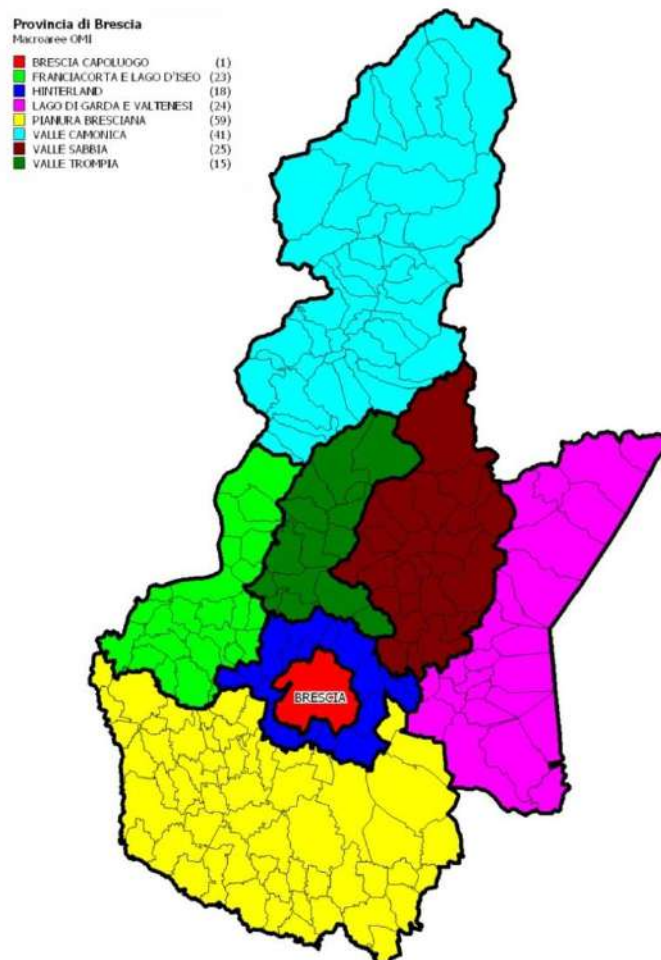 Provincia di Brescia
Macroaree OMI
BRESCIA CAPOLUOGO (1)
FRANCIACORTA E LAGO D'ISEO (23)
HINTERLAND (18)
LAGO DI GARDA E VALTENESI (24)
PIANURA BRESCIANA (59)
VALLE CAMONICA (41)
VALLE SABBIA (25)
VALLE TROMPIA (15)
BRESCIA